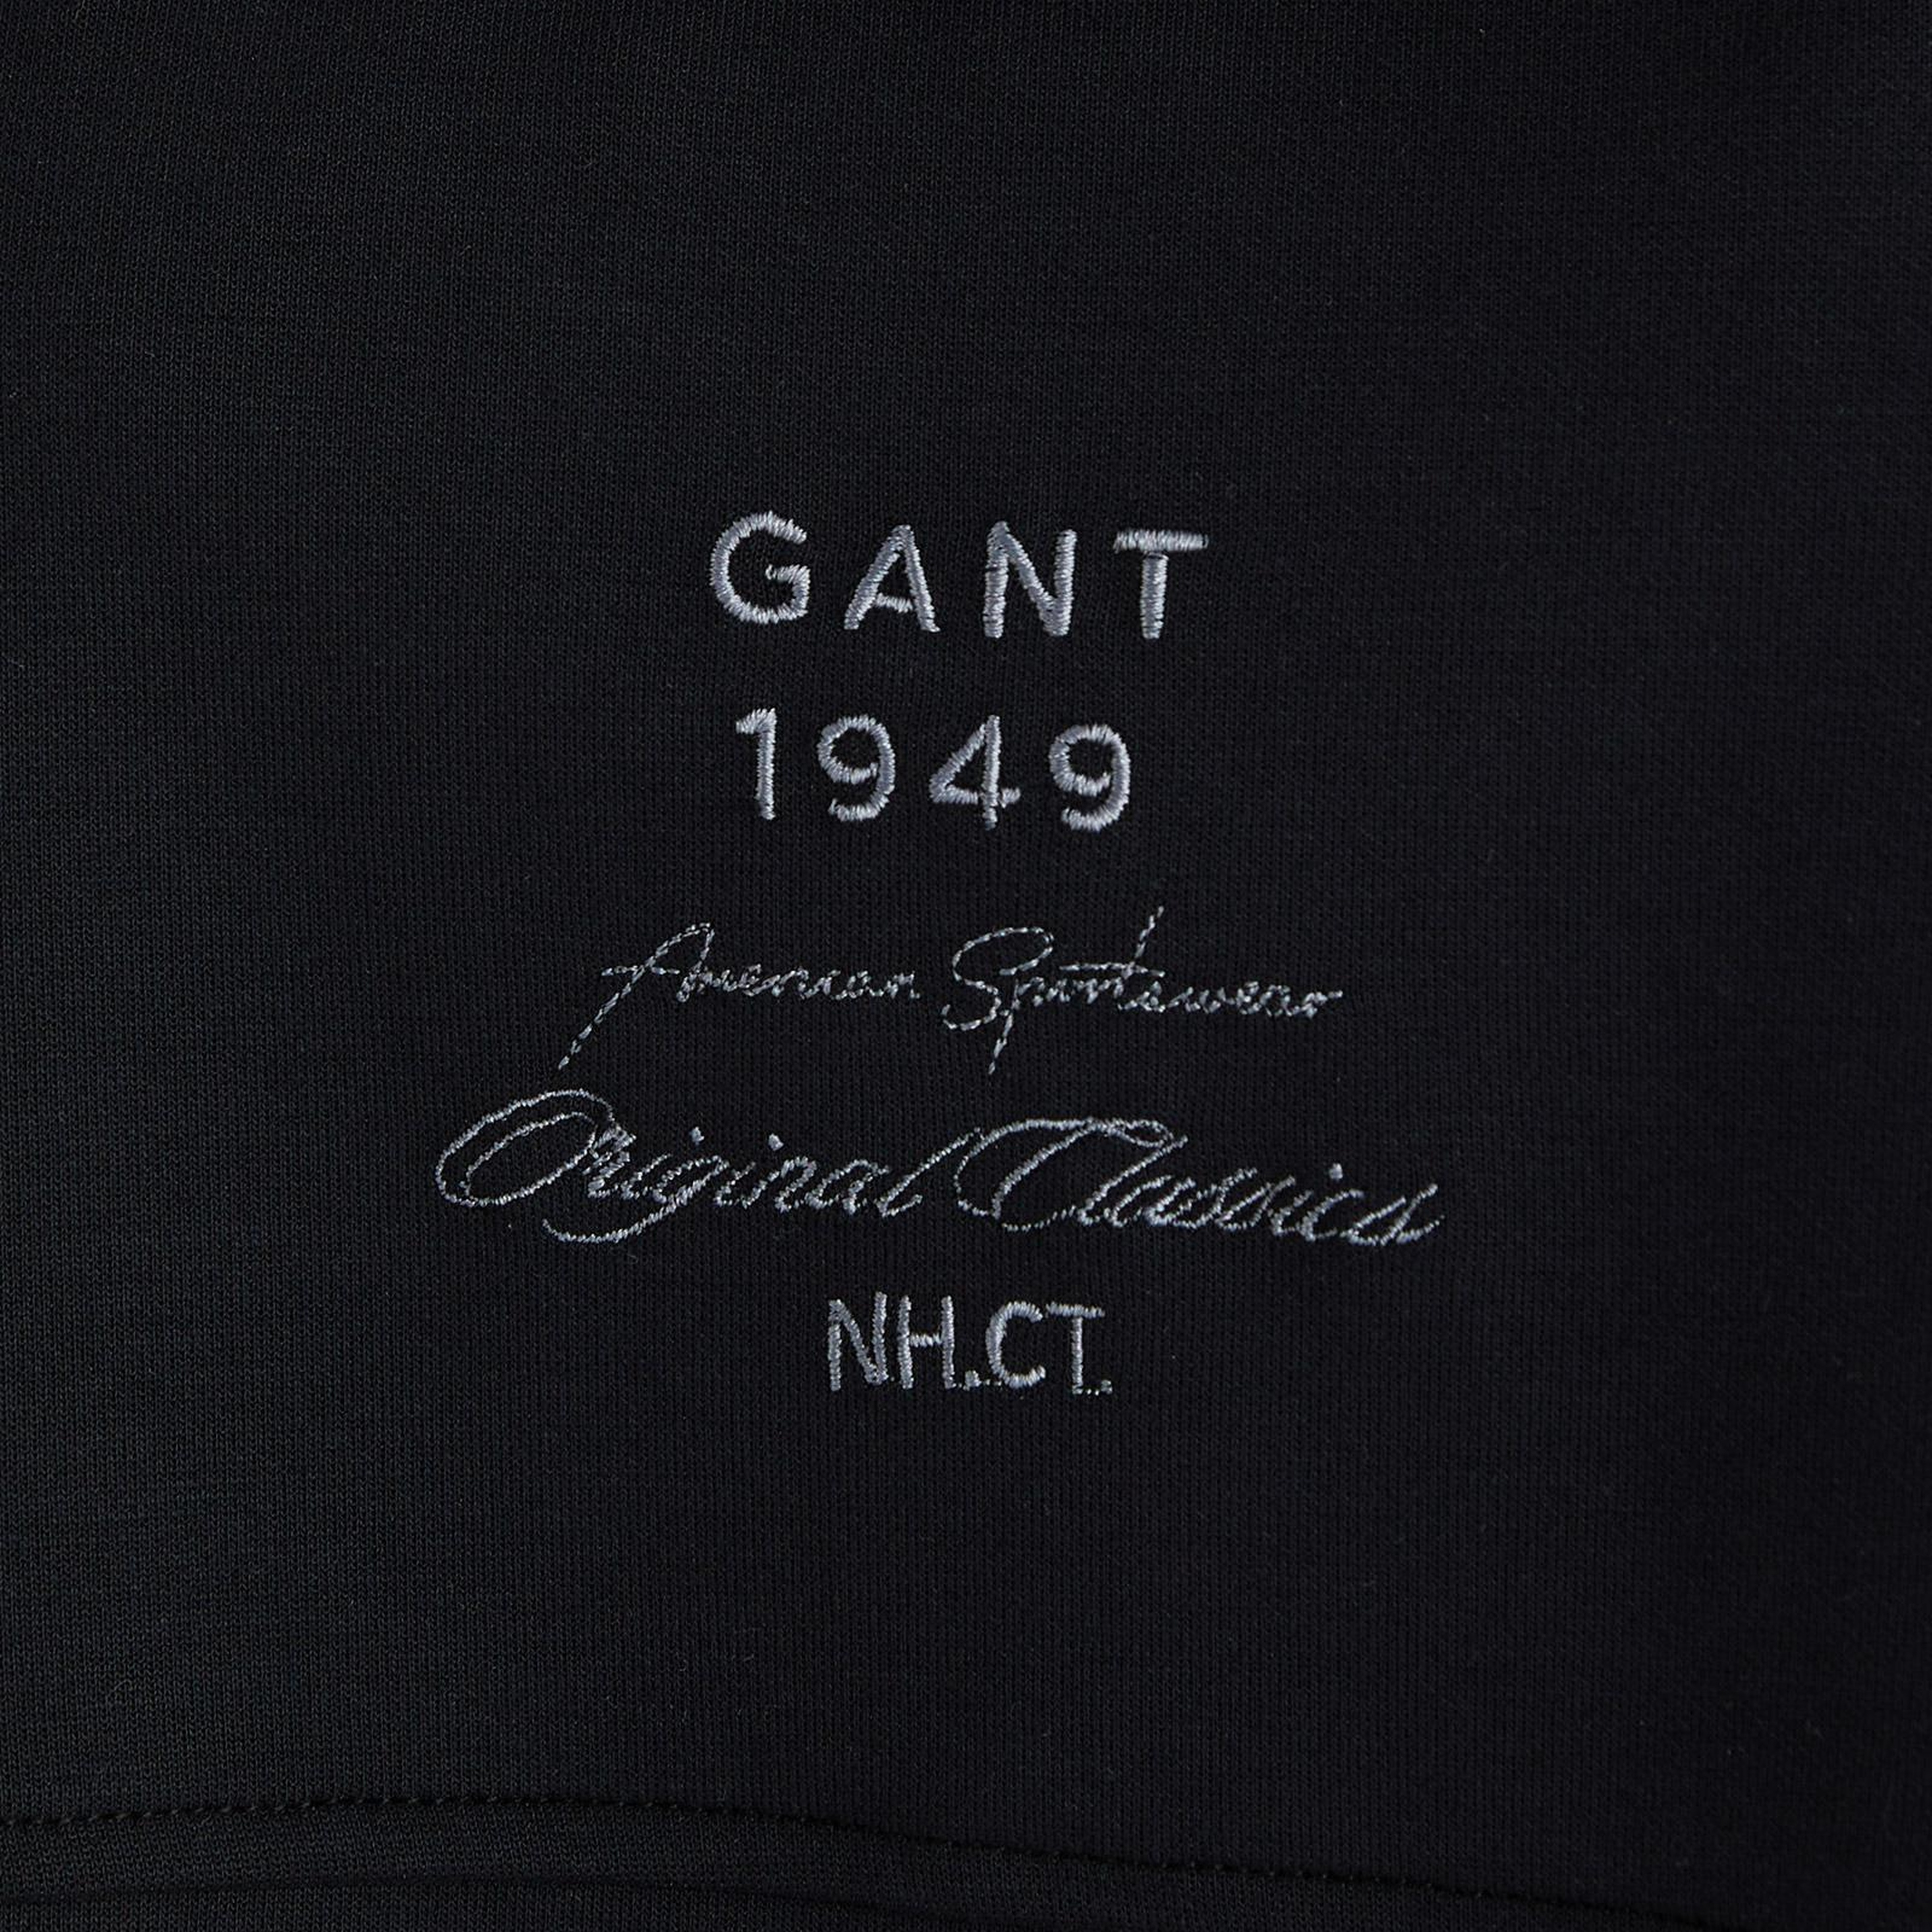 GANT
1949
American Sportswear
Original Classics
NH.CT.